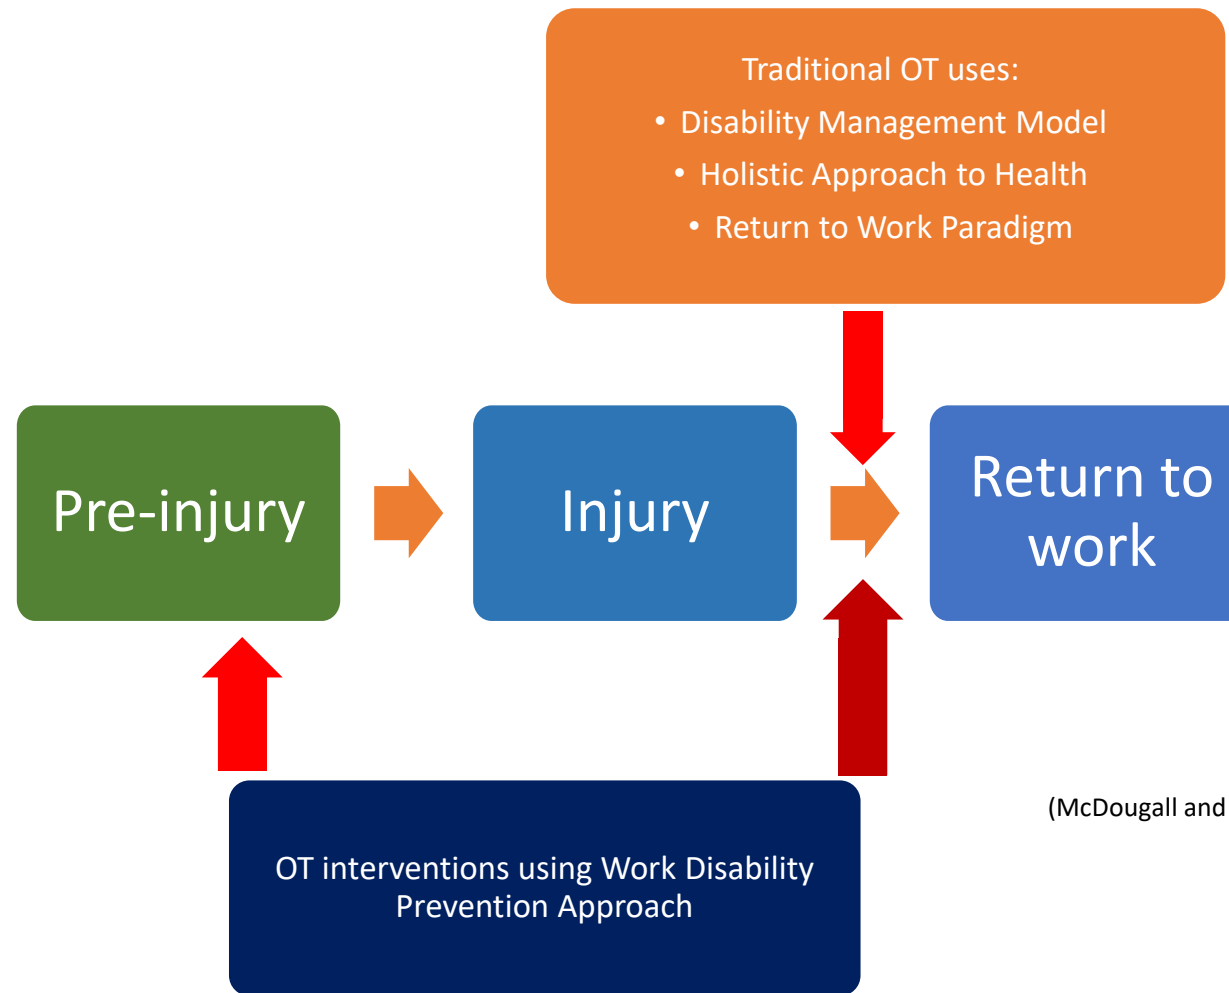 Traditional OT uses:
• Disability Management Model
• Holistic Approach to Health
• Return to Work Paradigm
Pre-injury
Injury
Return to
work
(McDougall and
OT interventions using Work Disability
Prevention Approach